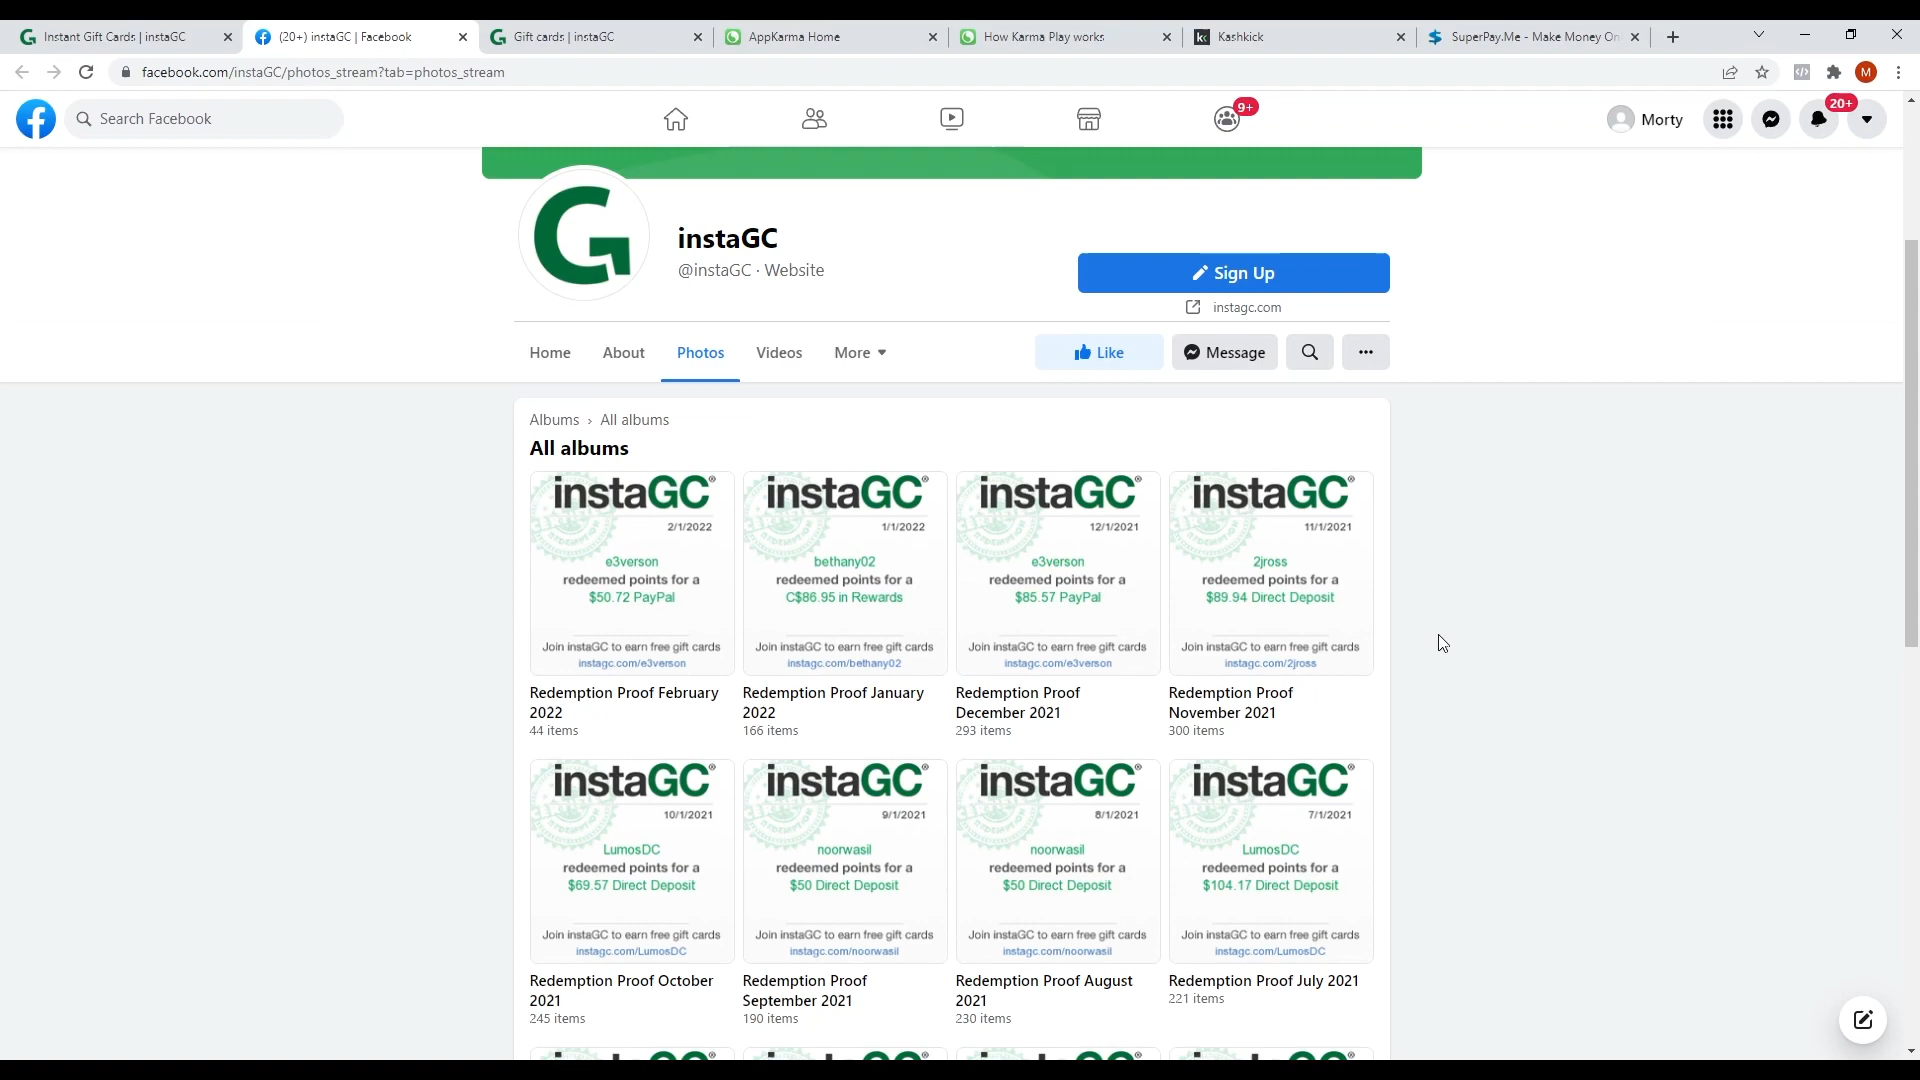 Instant Gift Cards | instaGC
(20+) instaGC | Facebook
Gift cards | instaGC
AppKarma Home
How Karma Play works
Kashkick
SuperPay.Me - Make Money On
facebook.com/instaGC/photos_stream?tab=photos_stream
M
Search Facebook
9+
Morty
20+
instaGC
@instaGC · Website
Sign Up
instagc.com
Home About Photos Videos More
Like Message
Albums › All albums
All albums
instaGC®
2/1/2022
e3verson
redeemed points for a
$50.72 PayPal
Join instaGC to earn free gift cards
instagc.com/e3verson
Redemption Proof February
2022
44 items
instaGC®
1/1/2022
bethany02
redeemed points for a
C$86.95 in Rewards
Join instaGC to earn free gift cards
instagc.com/bethany02
Redemption Proof January
2022
166 items
instaGC®
12/1/2021
e3verson
redeemed points for a
$85.57 PayPal
Join instaGC to earn free gift cards
instagc.com/e3verson
Redemption Proof
December 2021
293 items
instaGC®
11/1/2021
2jross
redeemed points for a
$89.94 Direct Deposit
Join instaGC to earn free gift cards
instagc.com/2jross
Redemption Proof
November 2021
300 items
instaGC®
10/1/2021
LumosDC
redeemed points for a
$69.57 Direct Deposit
Join instaGC to earn free gift cards
instagc.com/LumosDC
Redemption Proof October
2021
245 items
instaGC®
9/1/2021
noorwasil
redeemed points for a
$50 Direct Deposit
Join instaGC to earn free gift cards
instagc.com/noorwasil
Redemption Proof
September 2021
190 items
instaGC®
8/1/2021
noorwasil
redeemed points for a
$50 Direct Deposit
Join instaGC to earn free gift cards
instagc.com/noorwasil
Redemption Proof August
2021
230 items
instaGC®
7/1/2021
LumosDC
redeemed points for a
$104.17 Direct Deposit
Join instaGC to earn free gift cards
instagc.com/LumosDC
Redemption Proof July 2021
221 items